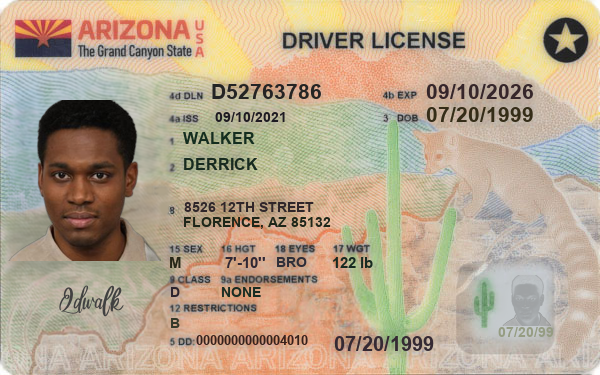 ARIZONA USA
The Grand Canyon State
DRIVER LICENSE
4d DLN D52763786
4b EXP 09/10/2026
4a ISS 09/10/2021
3 DOB 07/20/1999
1 WALKER
2 DERRICK
8 8526 12TH STREET
FLORENCE, AZ 85132
15 SEX 16 HGT 18 EYES 17 WGT
M 7'-10" BRO 122 lb
9 CLASS 9a ENDORSEMENTS
D NONE
12 RESTRICTIONS
B
5 DD: 0000000000004010
07/20/1999
07/20/99
ARIZONA ARIZONA ARIZONA ARIZONA